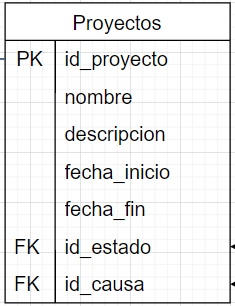 Proyectos
PK id_proyecto
nombre
descripcion
fecha_inicio
fecha_fin
FK id_estado
FK id_causa